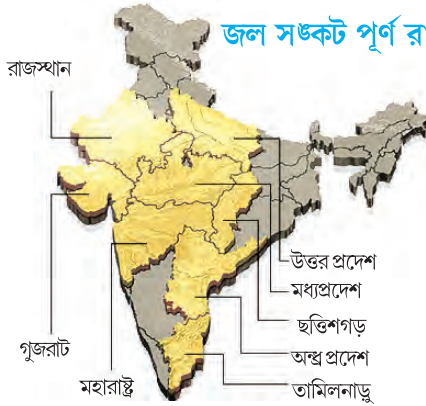 জল সঙ্কট পূর্ণ
রাজস্থান
উত্তর প্রদেশ
মধ্যপ্রদেশ
ছত্তিশগড়
গুজরাট
অন্ধ্র প্রদেশ
মহারাষ্ট্র
তামিলনাড়ু